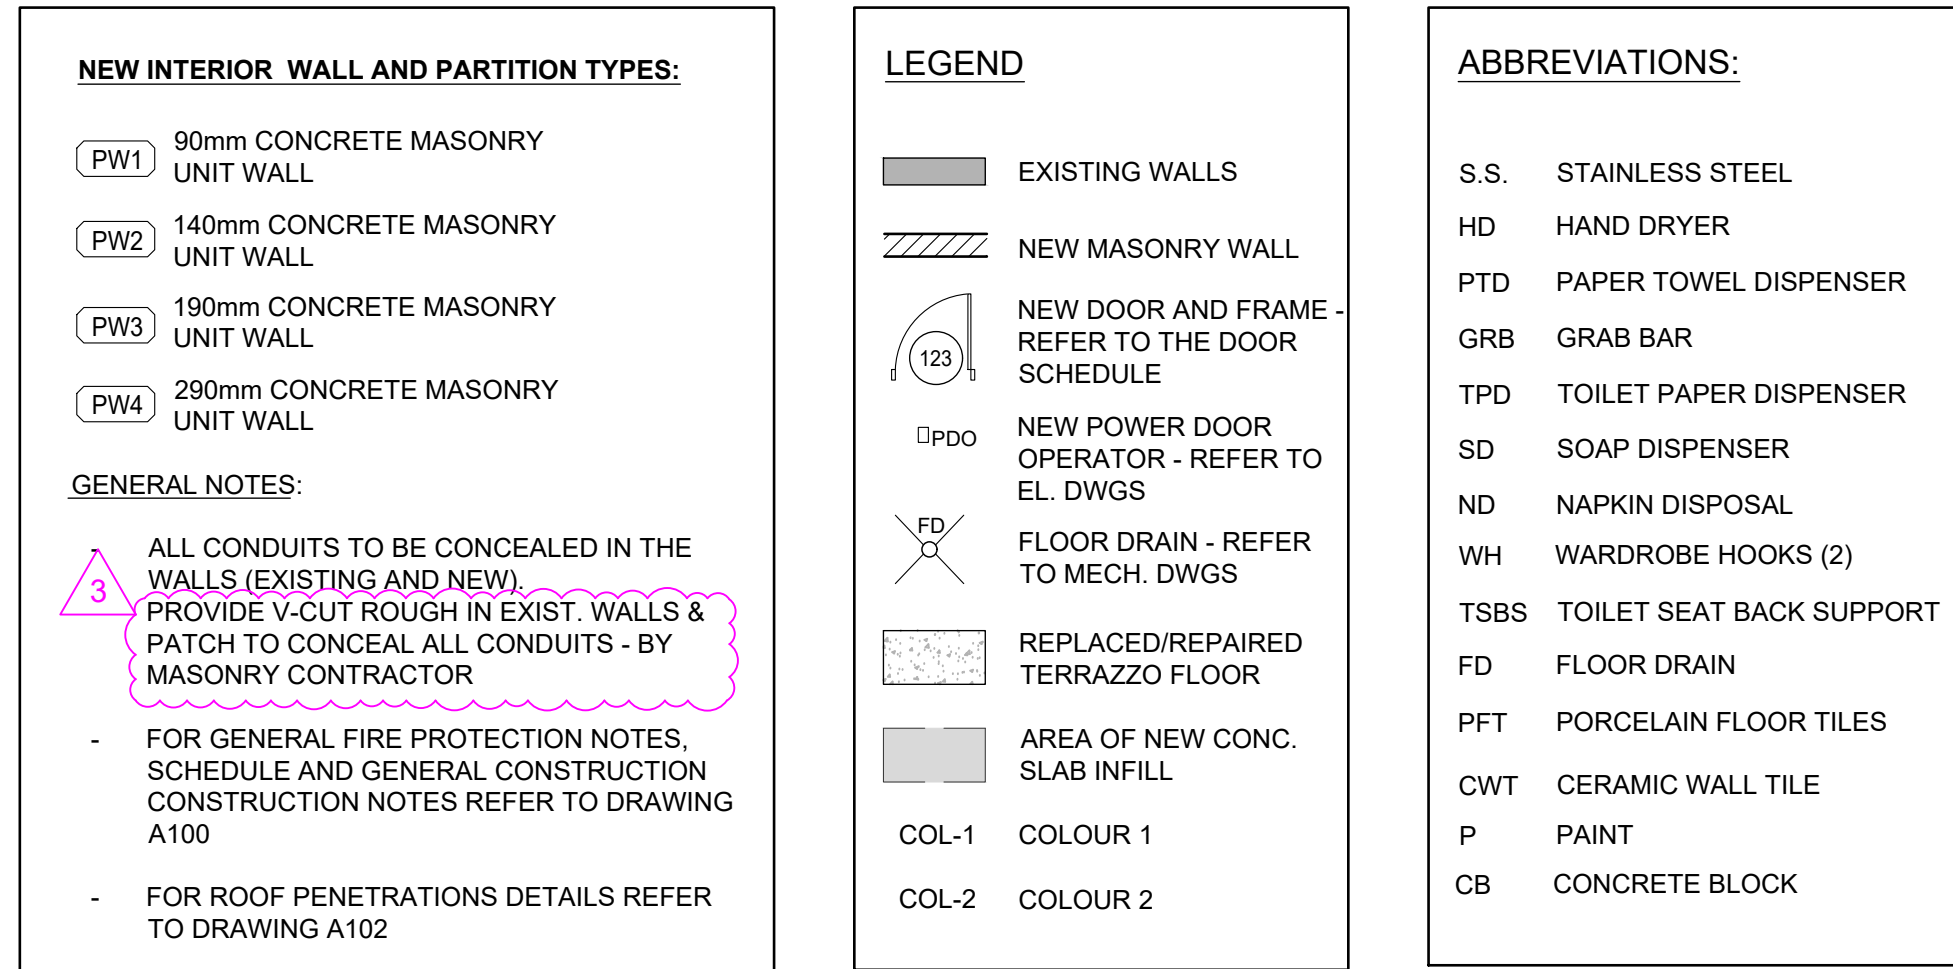 NEW INTERIOR WALL AND PARTITION TYPES:
PW1
90mm CONCRETE MASONRY
UNIT WALL
PW2
140mm CONCRETE MASONRY
UNIT WALL
PW3
190mm CONCRETE MASONRY
UNIT WALL
PW4
290mm CONCRETE MASONRY
UNIT WALL
GENERAL NOTES:
- ALL CONDUITS TO BE CONCEALED IN THE
WALLS (EXISTING AND NEW).
3
PROVIDE V-CUT ROUGH IN EXIST. WALLS &
PATCH TO CONCEAL ALL CONDUITS - BY
MASONRY CONTRACTOR
- FOR GENERAL FIRE PROTECTION NOTES,
SCHEDULE AND GENERAL CONSTRUCTION
CONSTRUCTION NOTES REFER TO DRAWING
A100
- FOR ROOF PENETRATIONS DETAILS REFER
TO DRAWING A102
LEGEND
EXISTING WALLS
NEW MASONRY WALL
123
NEW DOOR AND FRAME -
REFER TO THE DOOR
SCHEDULE
PDO
NEW POWER DOOR
OPERATOR - REFER TO
EL. DWGS
FD
FLOOR DRAIN - REFER
TO MECH. DWGS
REPLACED/REPAIRED
TERRAZZO FLOOR
AREA OF NEW CONC.
SLAB INFILL
COL-1 COLOUR 1
COL-2 COLOUR 2
ABBREVIATIONS:
S.S. STAINLESS STEEL
HD HAND DRYER
PTD PAPER TOWEL DISPENSER
GRB GRAB BAR
TPD TOILET PAPER DISPENSER
SD SOAP DISPENSER
ND NAPKIN DISPOSAL
WH WARDROBE HOOKS (2)
TSBS TOILET SEAT BACK SUPPORT
FD FLOOR DRAIN
PFT PORCELAIN FLOOR TILES
CWT CERAMIC WALL TILE
P PAINT
CB CONCRETE BLOCK